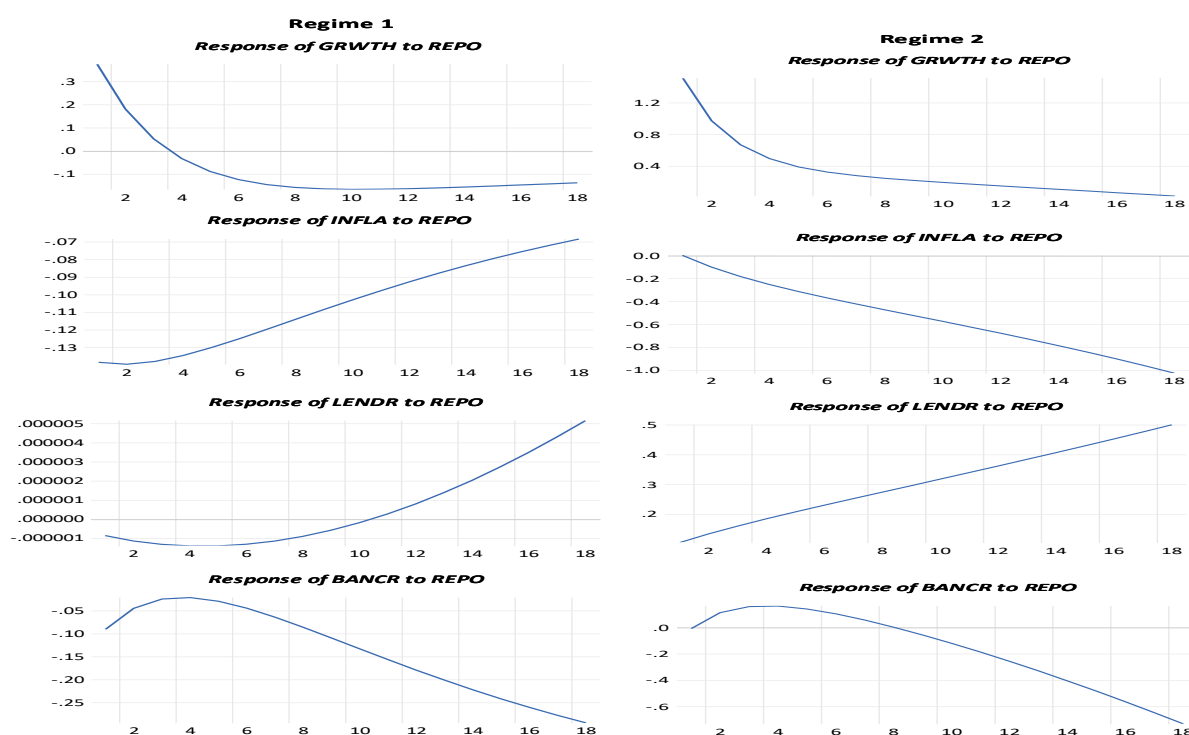 Regime 1
Response of GRWTH to REPO
.3
.2
.1
.0
-.1
2 4 6 8 10 12 14 16 18
Response of INFLA to REPO
-.07
-.08
-.09
-.10
-.11
-.12
-.13
2 4 6 8 10 12 14 16 18
Response of LENDR to REPO
.000005
.000004
.000003
.000002
.000001
.000000
-.000001
2 4 6 8 10 12 14 16 18
Response of BANCR to REPO
-.05
-.10
-.15
-.20
-.25
2 4 6 8 10 12 14 16 18
Regime 2
Response of GRWTH to REPO
1.2
0.8
0.4
2 4 6 8 10 12 14 16 18
Response of INFLA to REPO
0.0
-0.2
-0.4
-0.6
-0.8
-1.0
2 4 6 8 10 12 14 16 18
Response of LENDR to REPO
.5
.4
.3
.2
2 4 6 8 10 12 14 16 18
Response of BANCR to REPO
.0
-.2
-.4
-.6
2 4 6 8 10 12 14 16 18